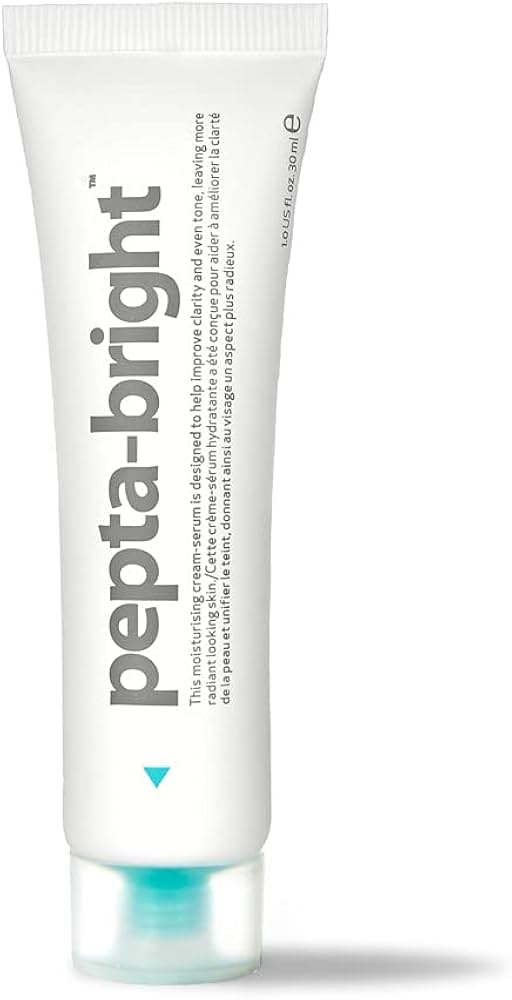 pepta-bright™
This moisturising cream-serum is designed to help improve clarity and even tone, leaving more
radiant looking skin./Cette crème-sérum hydratante a été conçue pour aider à améliorer la clarté
de la peau et unifier le teint, donnant ainsi au visage un aspect plus radieux.
1.0 US fl. oz. 30ml e